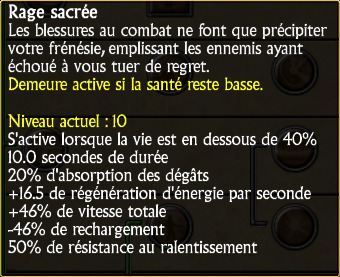 Rage sacrée
Les blessures au combat ne font que précipiter
votre frénésie, emplissant les ennemis ayant
échoué à vous tuer de regret.
Demeure active si la santé reste basse.
Niveau actuel : 10
S'active lorsque la vie est en dessous de 40%
10.0 secondes de durée
20% d'absorption des dégâts
+16.5 de régénération d'énergie par seconde
+46% de vitesse totale
-46% de rechargement
50% de résistance au ralentissement